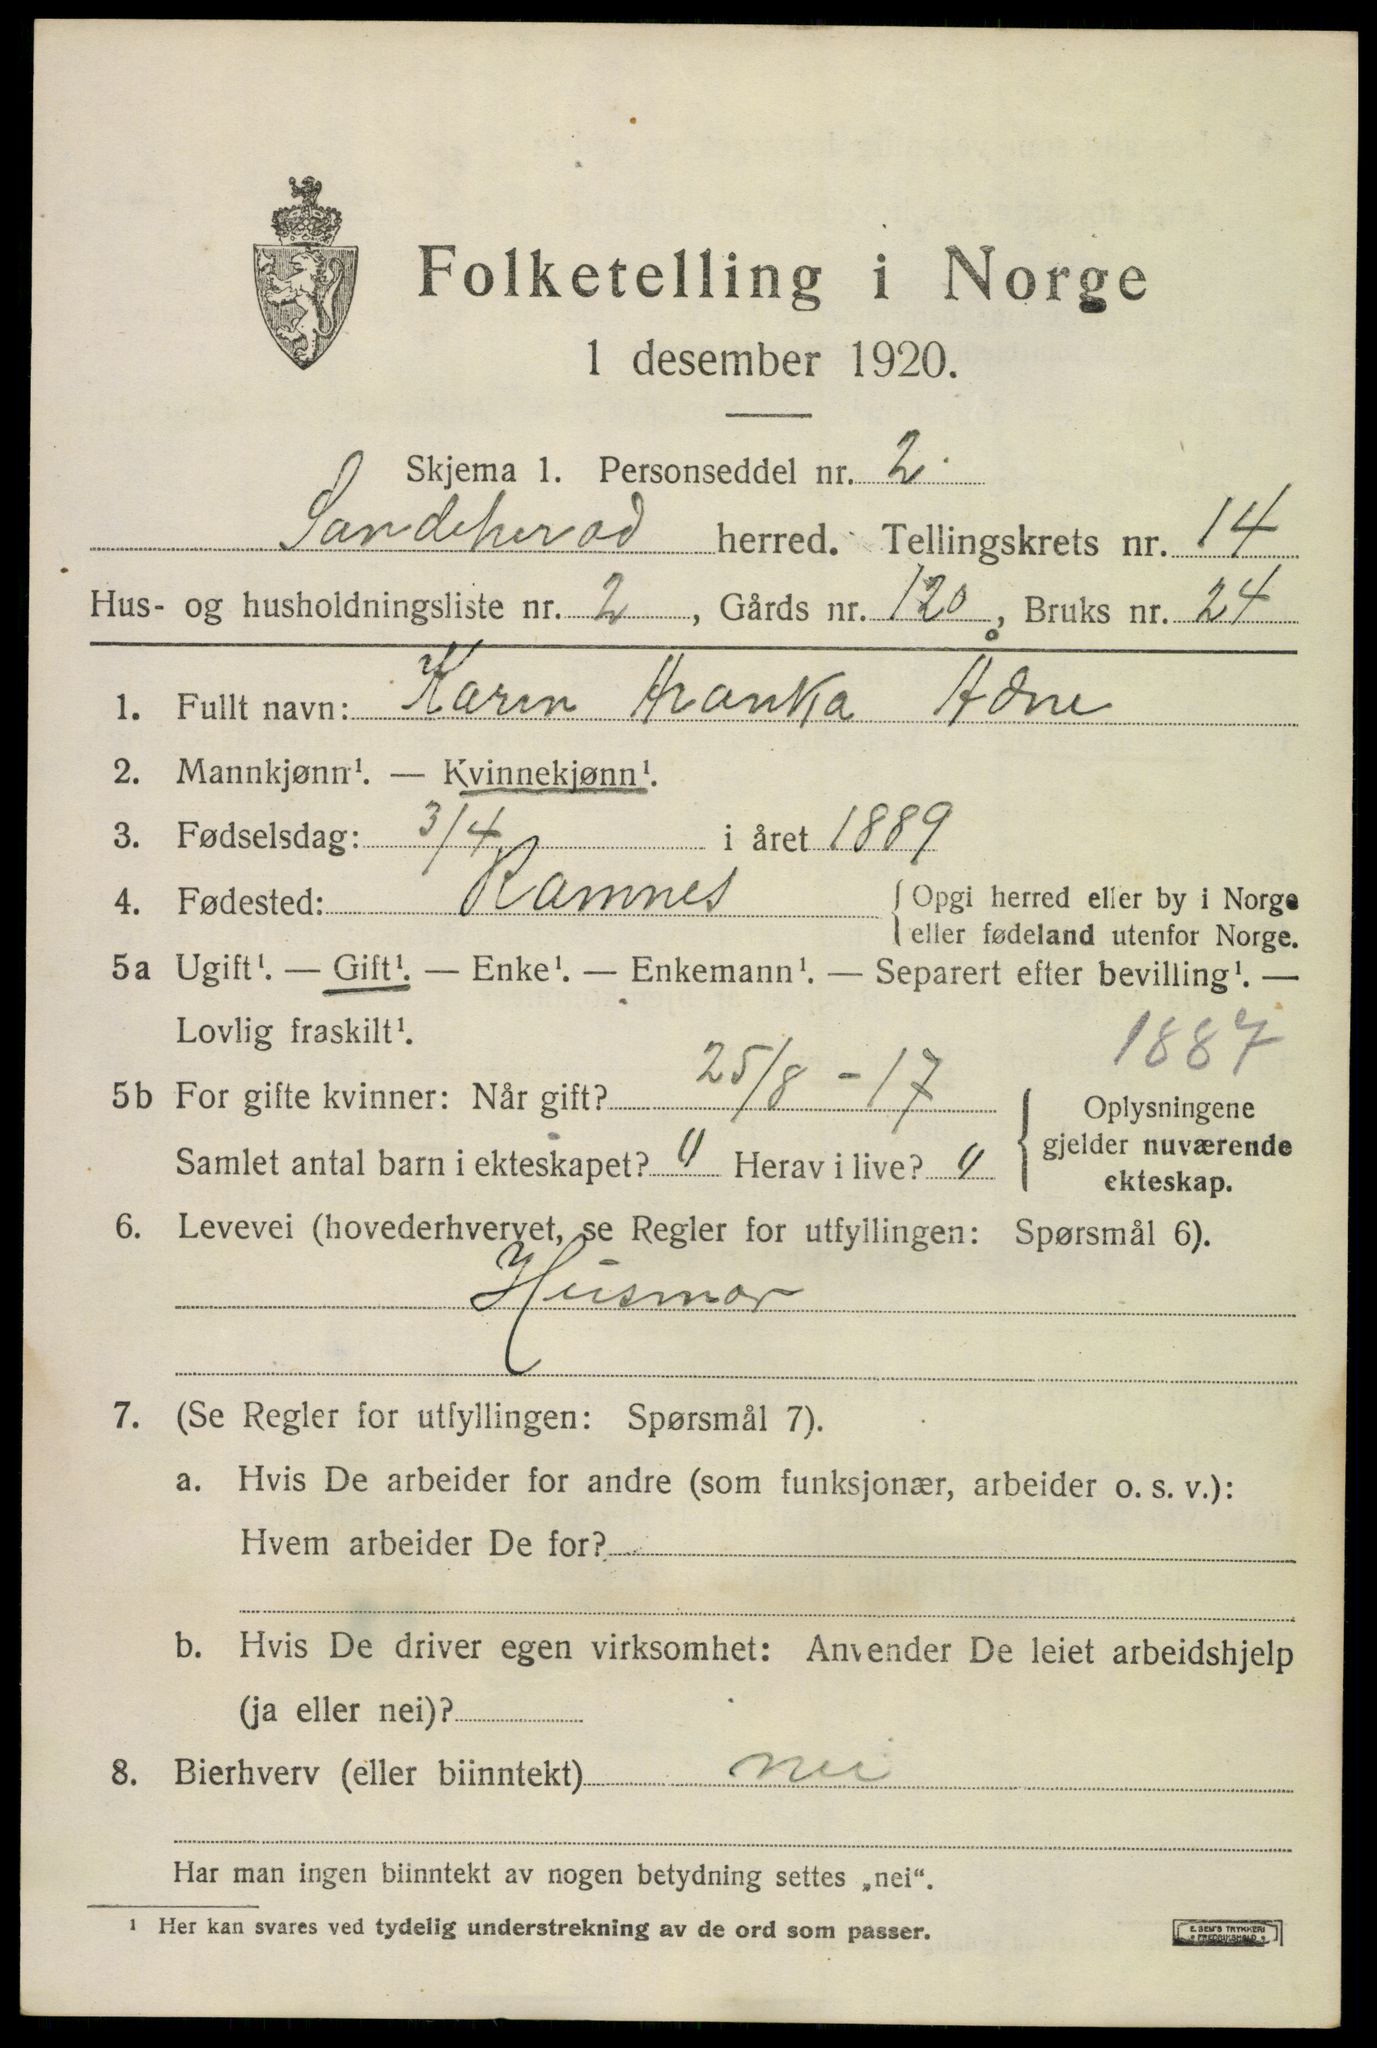 Folketelling i Norge
1 desember 1920.
Skjema 1. Personseddel nr. 2
Sandeherad herred. Tellingskrets nr. 14
Hus- og husholdningsliste nr. 2, Gårds nr. 120, Bruks nr. 24
1. Fullt navn: Karen Ådne
2. Mannkjønn¹. — Kvinnekjønn¹.
3. Fødselsdag: 3/4 i året 1889
4. Fødested: Ramnes { Opgi herred eller by i Norge
eller fødeland utenfor Norge.
5a Ugift¹. — Gift¹. — Enke¹. — Enkemann¹. — Separert efter bevilling¹. —
Lovlig fraskilt¹.
1887
5b For gifte kvinner: Når gift? 25/8 - 17
Samlet antal barn i ekteskapet? 0 Herav i live? 0
{ Oplysningene
gjelder nuværende
ekteskap.
6. Levevei (hovederhvervet, se Regler for utfyllingen: Spørsmål 6).
Husmor
7. (Se Regler for utfyllingen: Spørsmål 7).
a. Hvis De arbeider for andre (som funksjonær, arbeider o. s. v.):
Hvem arbeider De for?
b. Hvis De driver egen virksomhet: Anvender De leiet arbeidshjelp
(ja eller nei)?
8. Bierhverv (eller biinntekt) nei
Har man ingen biinntekt av nogen betydning settes „nei“.
¹ Her kan svares ved tydelig understrekning av de ord som passer.
E. SEM'S TRYKKERI
FREDRIKSHALD